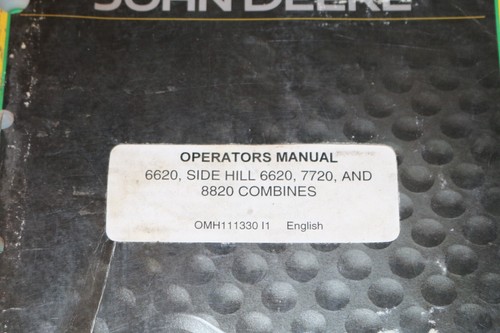 JOHN DEERE
OPERATORS MANUAL
6620, SIDE HILL 6620, 7720, AND
8820 COMBINES
OMH111330 I1 English